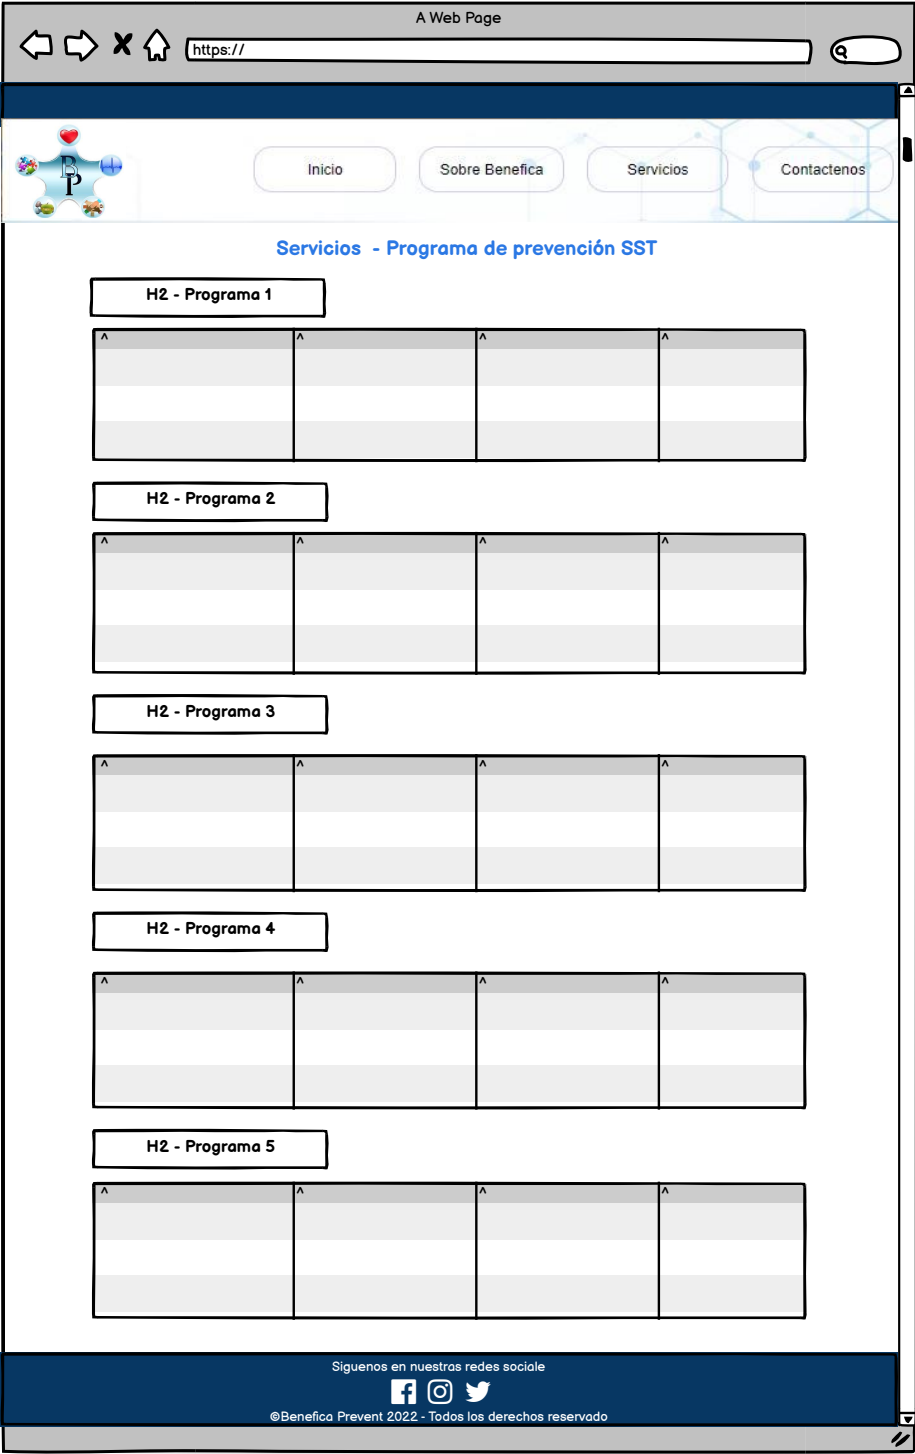 A Web Page
https://
BP
Inicio
Sobre Benefica
Servicios
Contactenos
Servicios - Programa de prevención SST
H2 - Programa 1
^ ^ ^ ^
H2 - Programa 2
^ ^ ^ ^
H2 - Programa 3
^ ^ ^ ^
H2 - Programa 4
^ ^ ^ ^
H2 - Programa 5
^ ^ ^ ^
Siguenos en nuestras redes sociale
©Benefica Prevent 2022 - Todos los derechos reservado